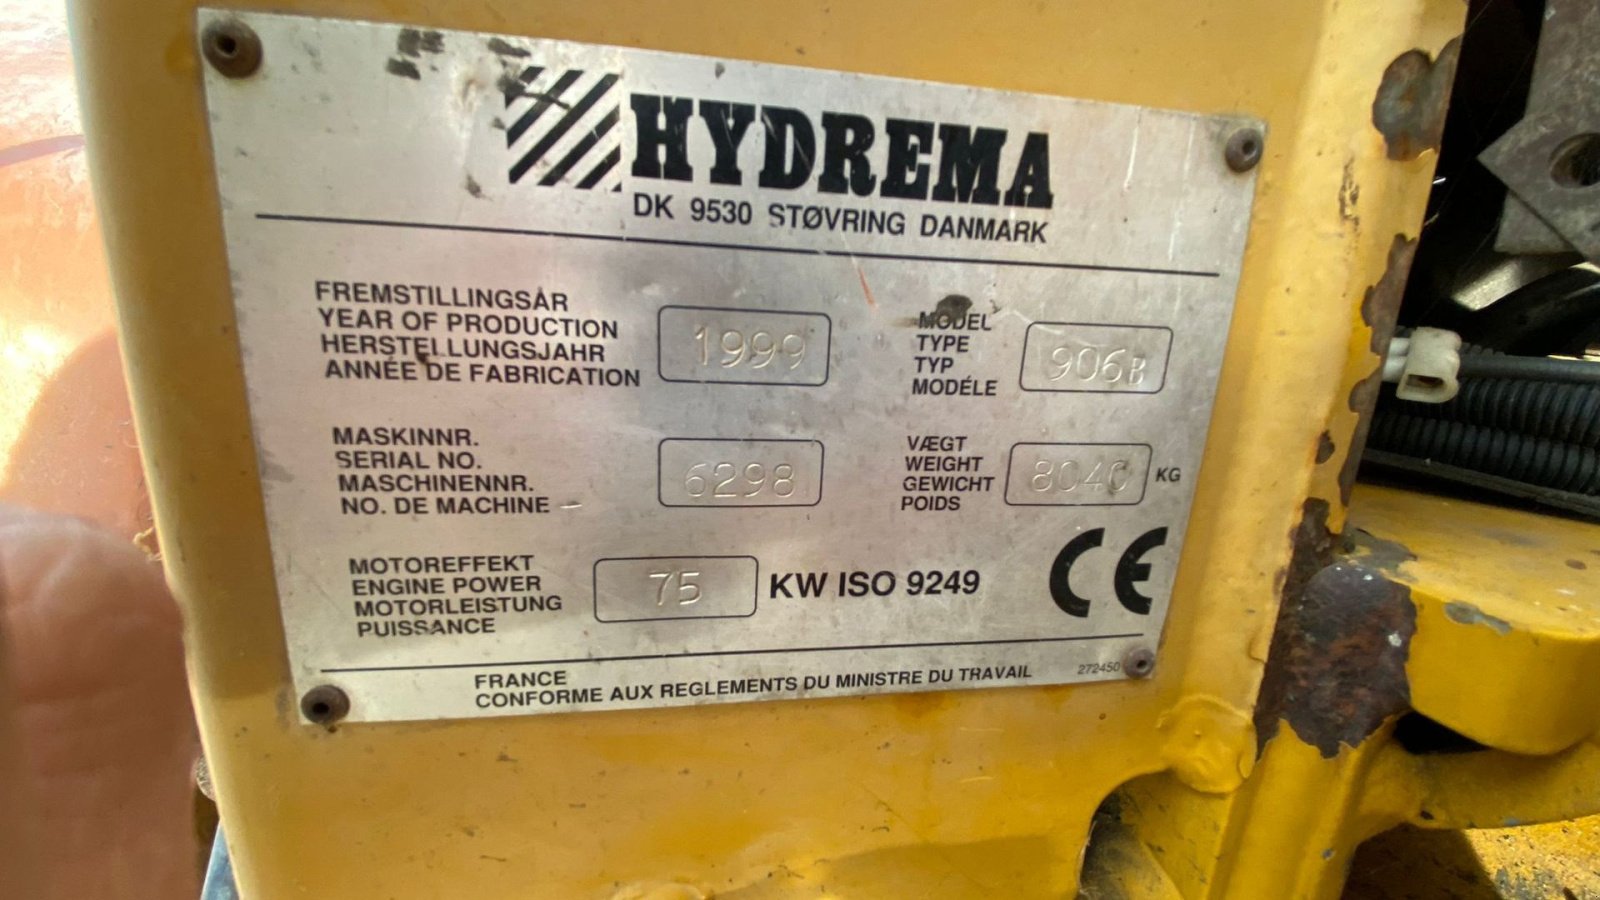 HYDREMA
DK 9530 STØVRING DANMARK
FREMSTILLINGSÅR
YEAR OF PRODUCTION
HERSTELLUNGSJAHR
ANNÉE DE FABRICATION
1999
MODEL
TYPE
TYP
MODÉLE
906B
MASKINNR.
SERIAL NO.
MASCHINENNR.
NO. DE MACHINE
6298
VÆGT
WEIGHT
GEWICHT
POIDS
8040
KG
MOTOREFFEKT
ENGINE POWER
MOTORLEISTUNG
PUISSANCE
75
KW ISO 9249
CE
FRANCE
CONFORME AUX REGLEMENTS DU MINISTRE DU TRAVAIL
272450